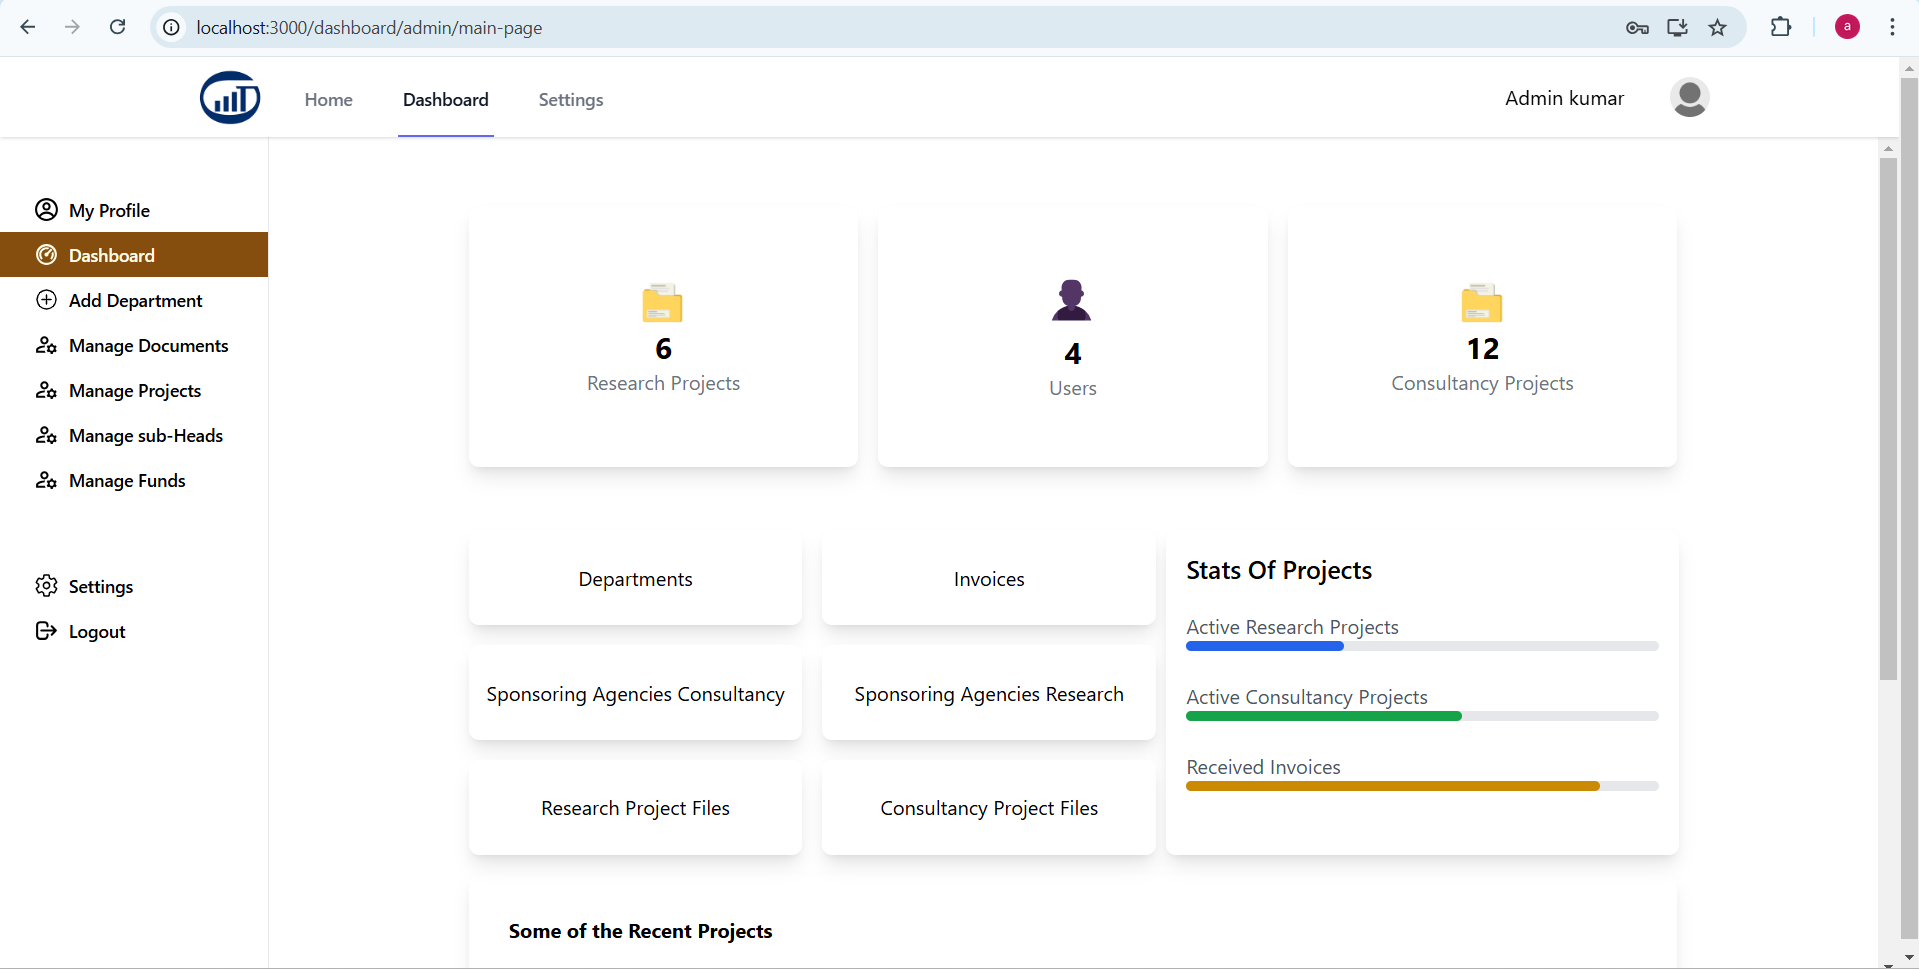 localhost:3000/dashboard/admin/main-page
a
Home
Dashboard
Settings
Admin kumar
My Profile
Dashboard
Add Department
Manage Documents
Manage Projects
Manage sub-Heads
Manage Funds
Settings
Logout
6
Research Projects
4
Users
12
Consultancy Projects
Departments
Invoices
Sponsoring Agencies Consultancy
Sponsoring Agencies Research
Research Project Files
Consultancy Project Files
Stats Of Projects
Active Research Projects
Active Consultancy Projects
Received Invoices
Some of the Recent Projects